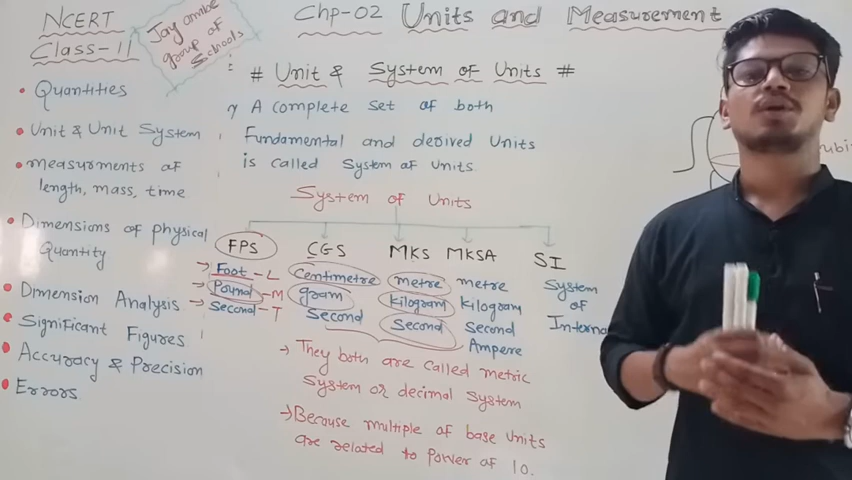 NCERT
Class-11
Jay ambe
group of
Schools
Chp-02 Units and Measurement
# Unit & System of Units #
A complete set of both
Fundamental and derived Units
is called System of Units
System of Units
• Quantities
• Unit & Unit System
• measurments of
length, mass, time
• Dimensions of physical
Quantity
• Dimension Analysis
• Significant Figures
• Accuracy & Precision
• Errors
FPS
→ Foot - L
→ Pound - M
→ Second - T
CGS
Centimetre
gram
Second
MKS
metre
Kilogram
Second
MKSA
metre
Kilogram
Second
Ampere
SI
System
of
Interna
→ They both are called metric
System or decimal System
→ Because multiple of base Units
are related to Power of 10.